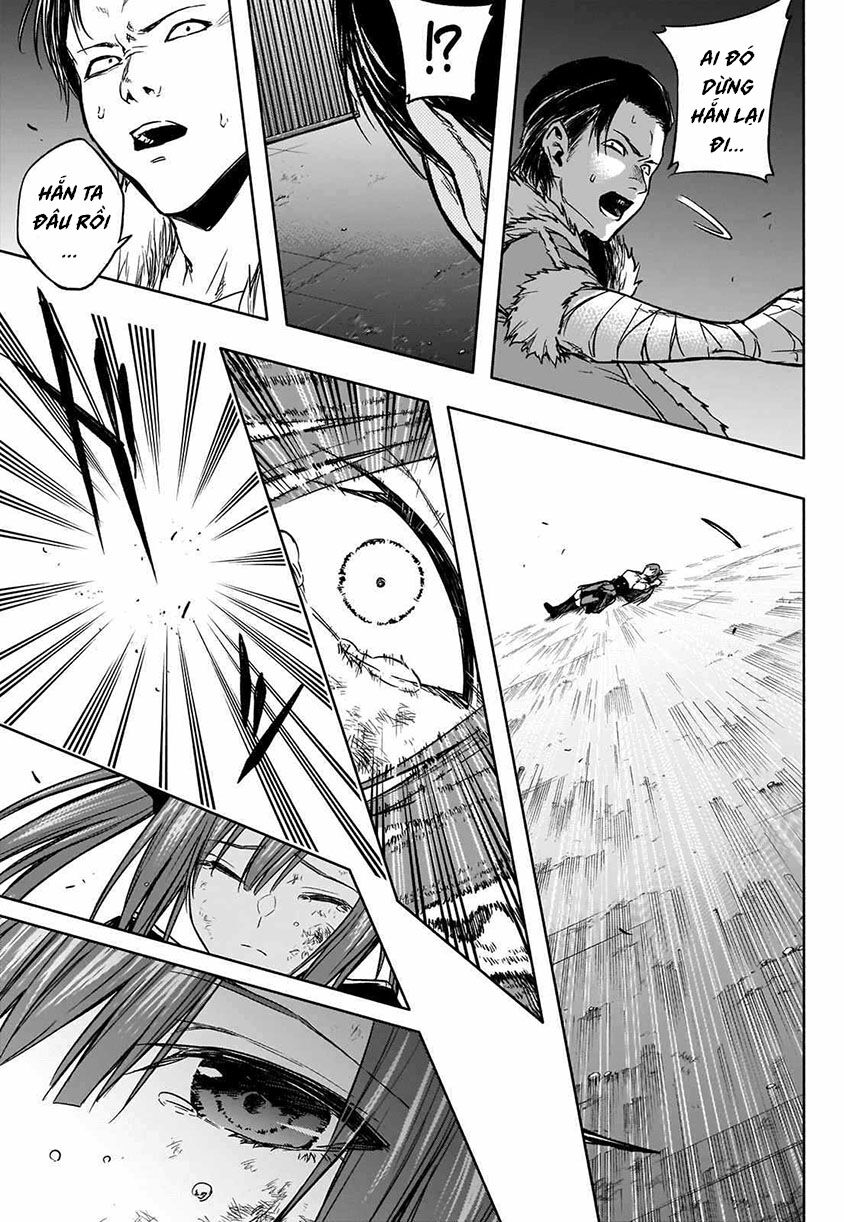 AI ĐÓ
DỪNG
HẮN LẠI
ĐI...
!?
HẮN TA
ĐÂU RỒI
...